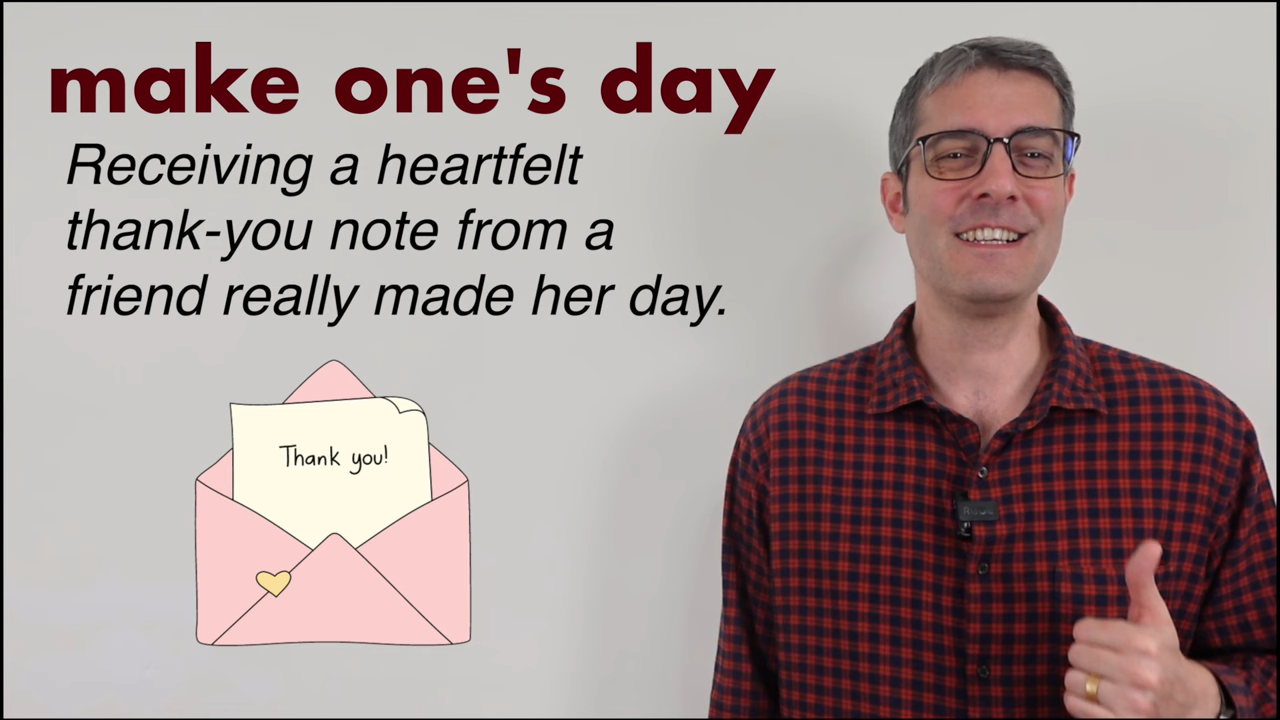 make one's day
Receiving a heartfelt
thank-you note from a
friend really made her day.
Thank you!